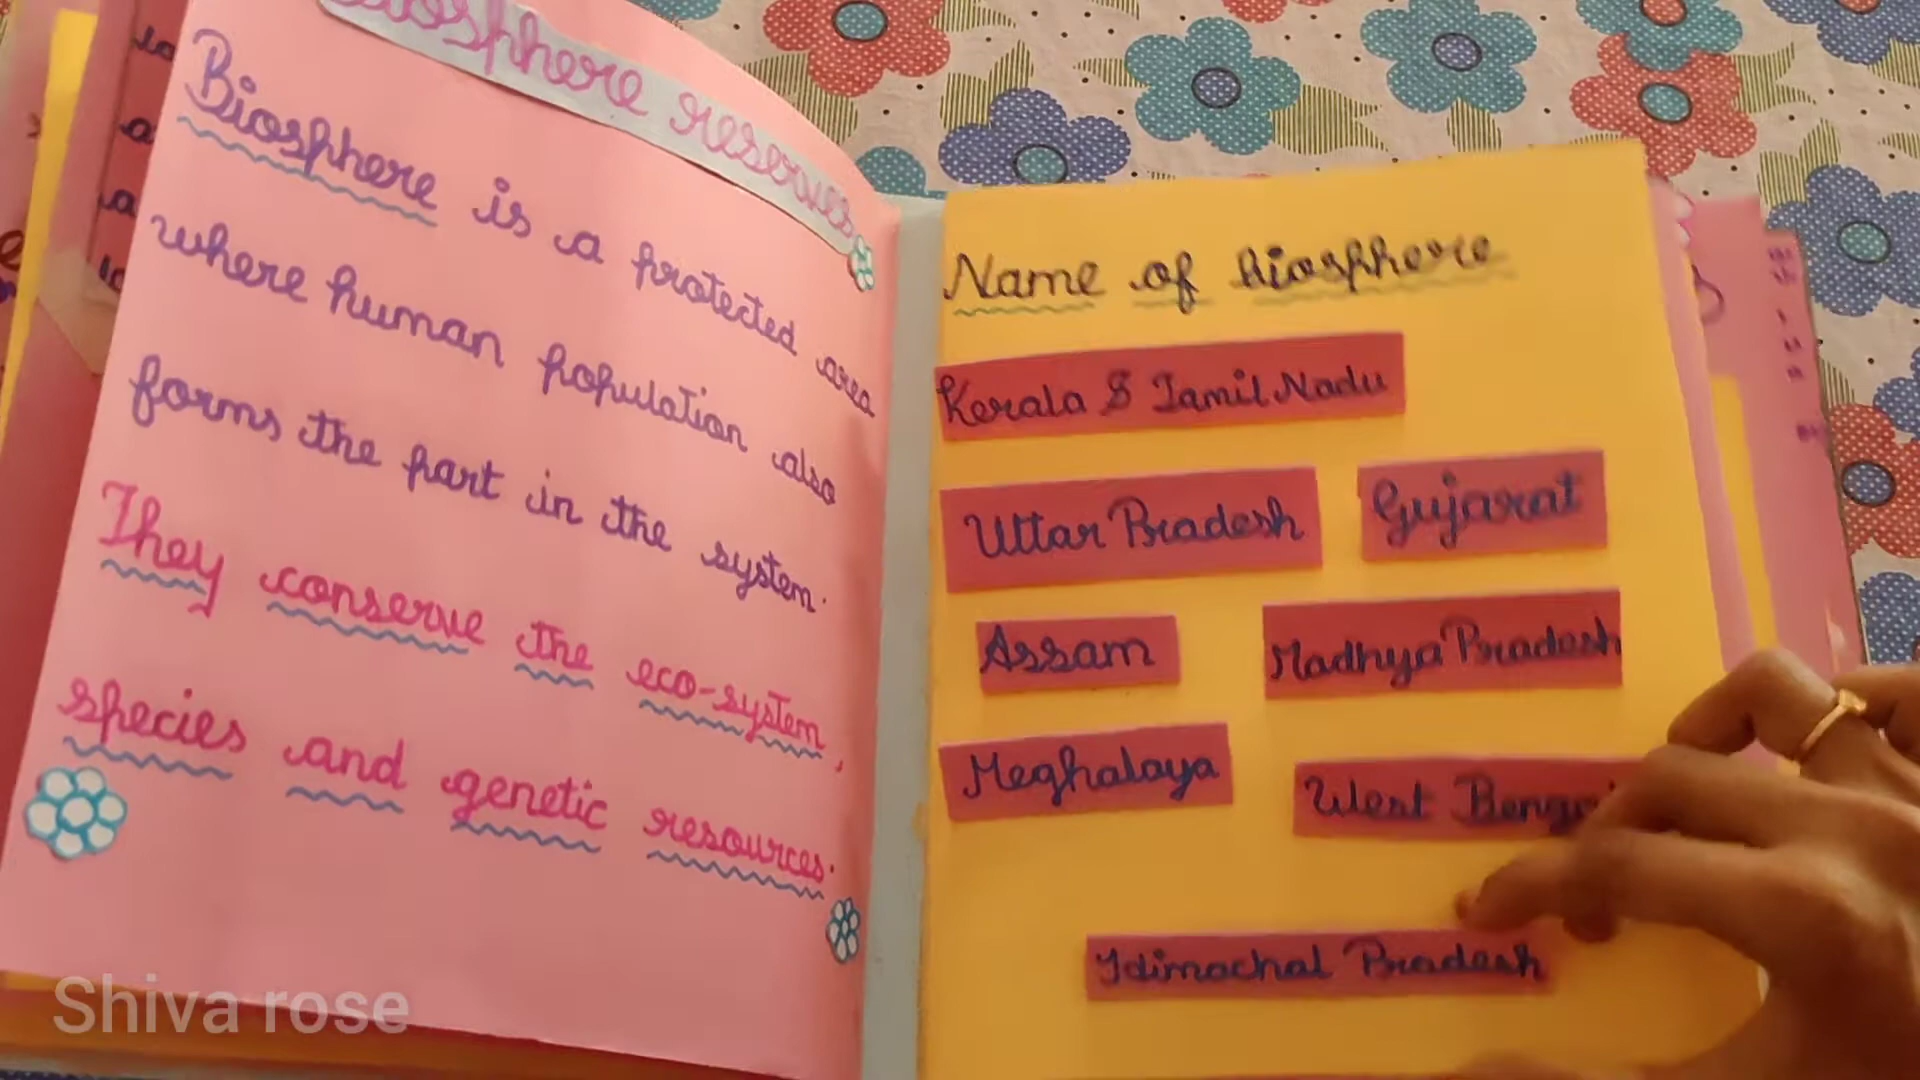 Biosphere reserves
Biosphere is a protected area
where human population also
forms the part in the system.
They conserve the eco-system,
species and genetic resources.
Name of Biosphere
Kerala & Tamil Nadu
Uttar Pradesh
Gujarat
Assam
Madhya Pradesh
Meghalaya
West
Himachal Pradesh
Shiva rose